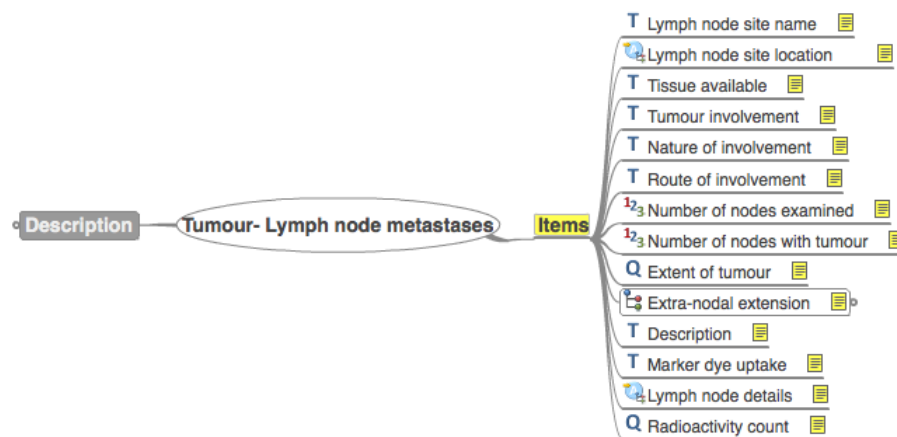 Description
Tumour- Lymph node metastases
Items
T Lymph node site name
Lymph node site location
T Tissue available
T Tumour involvement
T Nature of involvement
T Route of involvement
123 Number of nodes examined
123 Number of nodes with tumour
Q Extent of tumour
Extra-nodal extension
T Description
T Marker dye uptake
Lymph node details
Q Radioactivity count